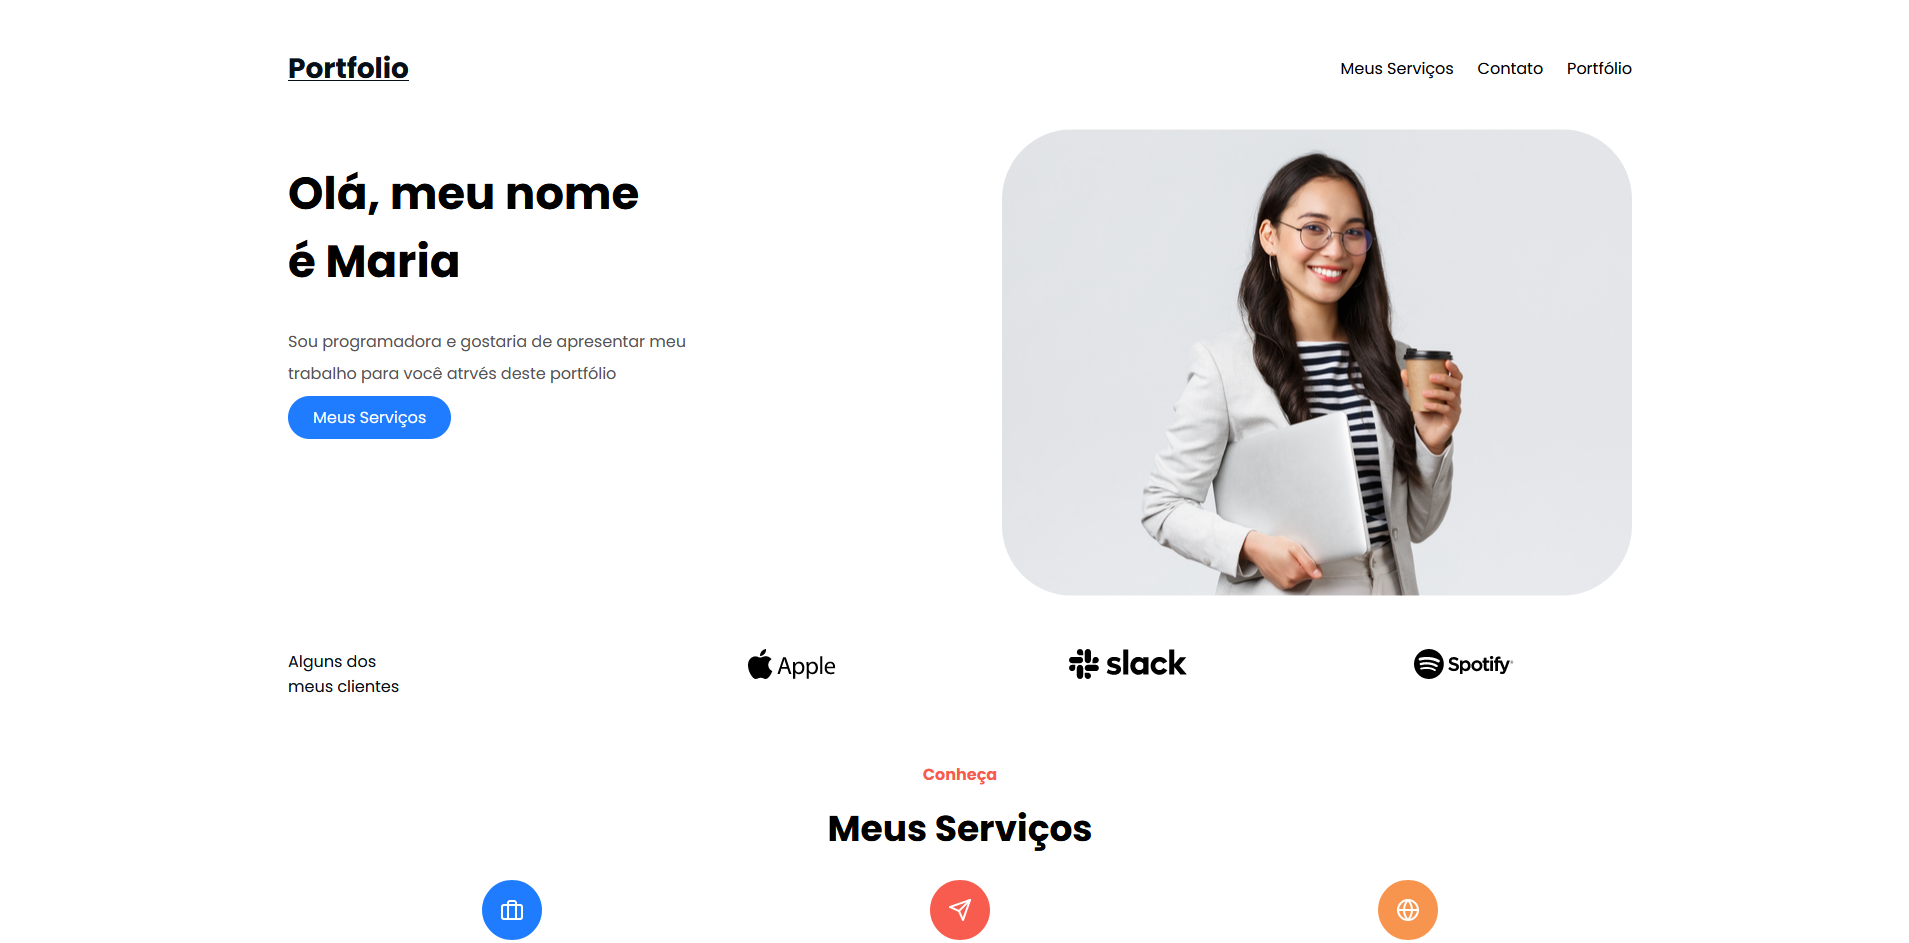 Portfolio
Meus Serviços
Contato
Portfólio
Olá, meu nome
é Maria
Sou programadora e gostaria de apresentar meu
trabalho para você atrvés deste portfólio
Meus Serviços
Alguns dos
meus clientes
Apple
slack
Spotify
Conheça
Meus Serviços